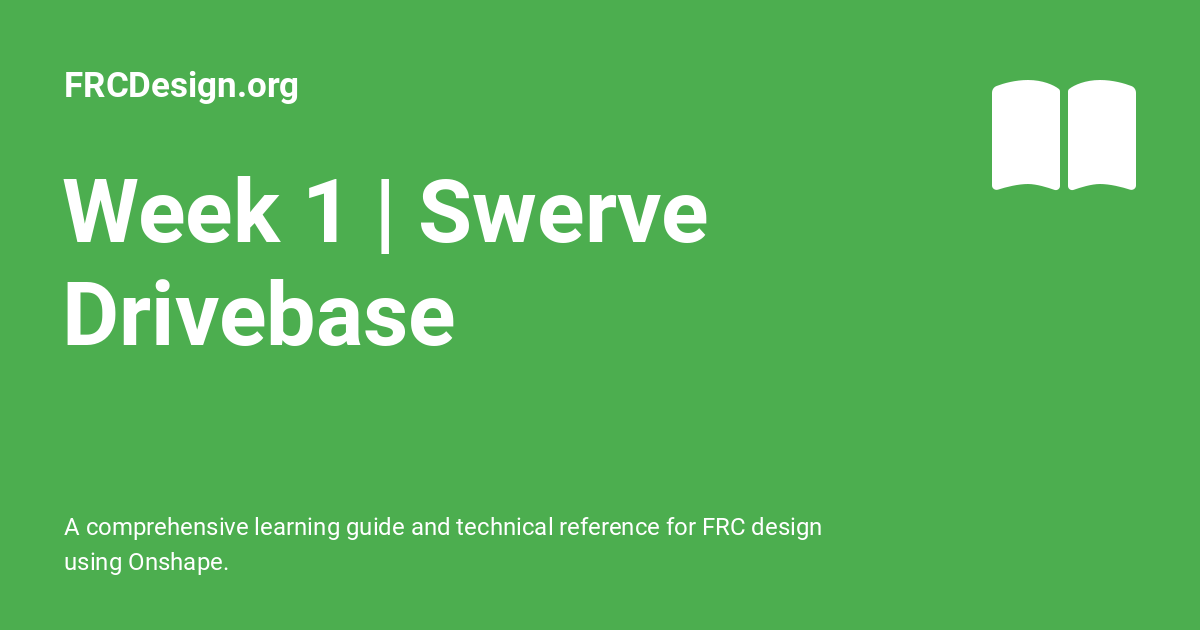 FRCDesign.org
Week 1 | Swerve
Drivebase
A comprehensive learning guide and technical reference for FRC design
using Onshape.